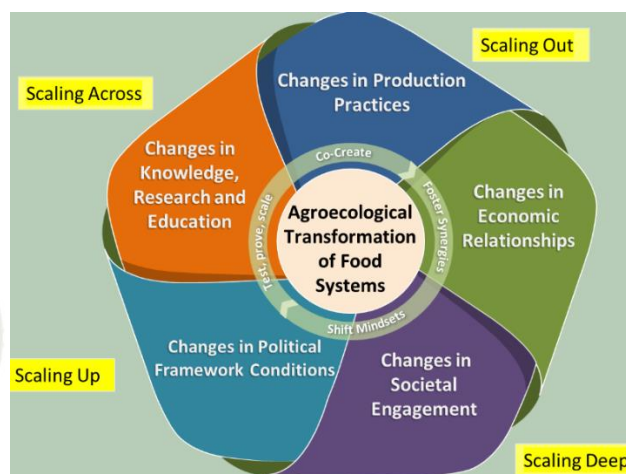 Scaling Out
Scaling Across
Changes in Production
Practices
Changes in
Knowledge,
Research and
Education
Changes in
Economic
Relationships
Co-Create
Foster Synergies
Shift Mindsets
Test, prove, scale
Agroecological
Transformation
of Food
Systems
Changes in Political
Framework Conditions
Changes in
Societal
Engagement
Scaling Up
Scaling Deep